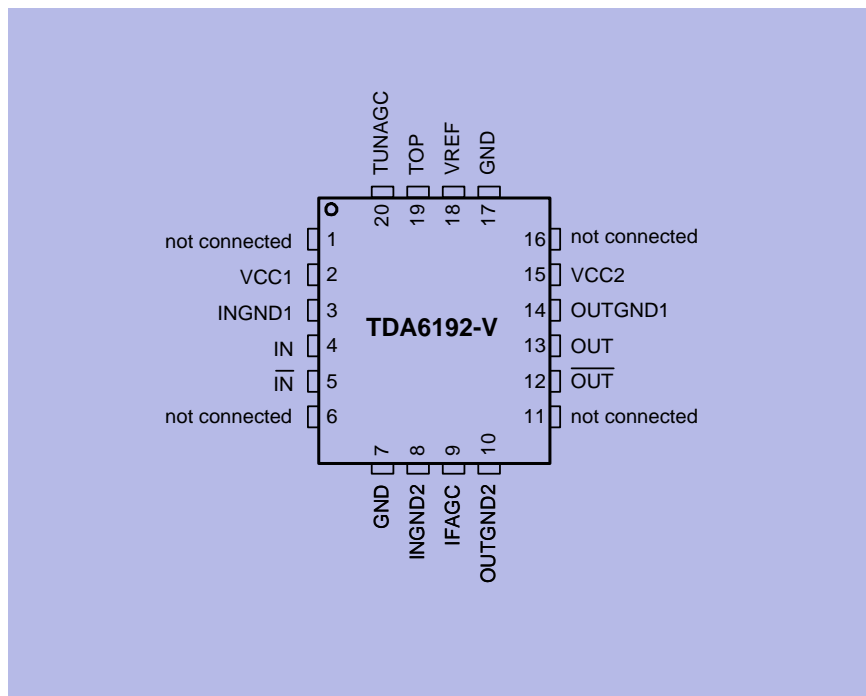 TUNAGC
TOP
VREF
GND
20
19
18
17
not connected 1
VCC1 2
INGND1 3
IN 4
I̅N̅ 5
not connected 6
TDA6192-V
16 not connected
15 VCC2
14 OUTGND1
13 OUT
12 O̅U̅T̅
11 not connected
7
8
9
10
GND
INGND2
IFAGC
OUTGND2